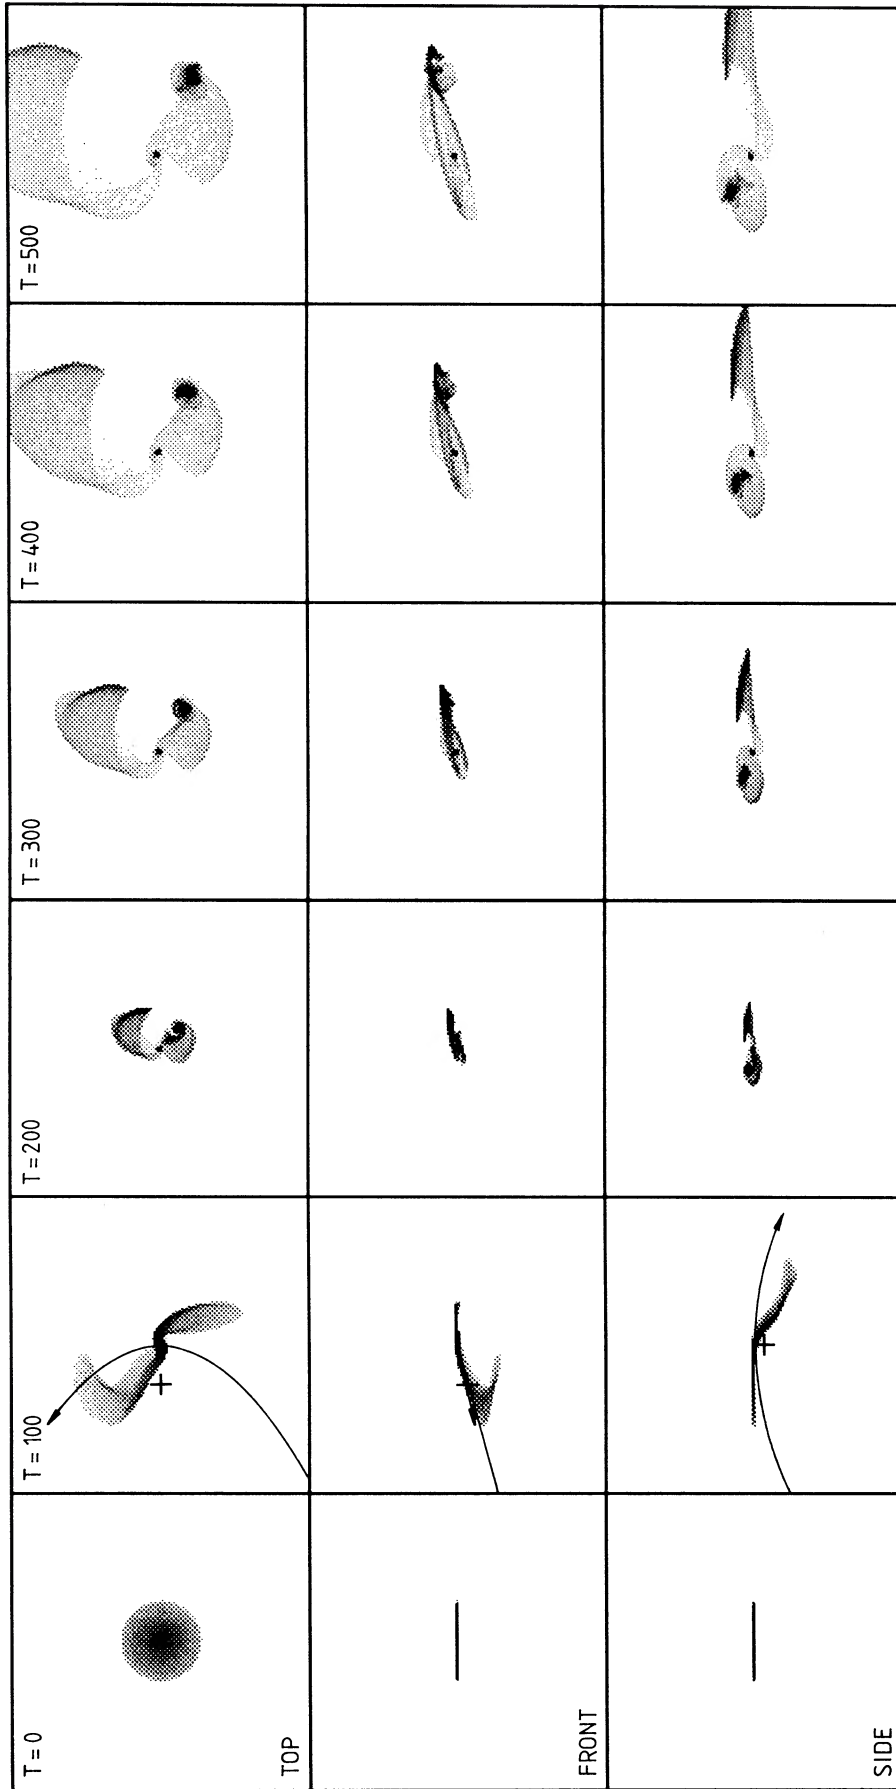 T = 500
T = 400
T = 300
T = 200
T = 100
T = 0
TOP
FRONT
SIDE